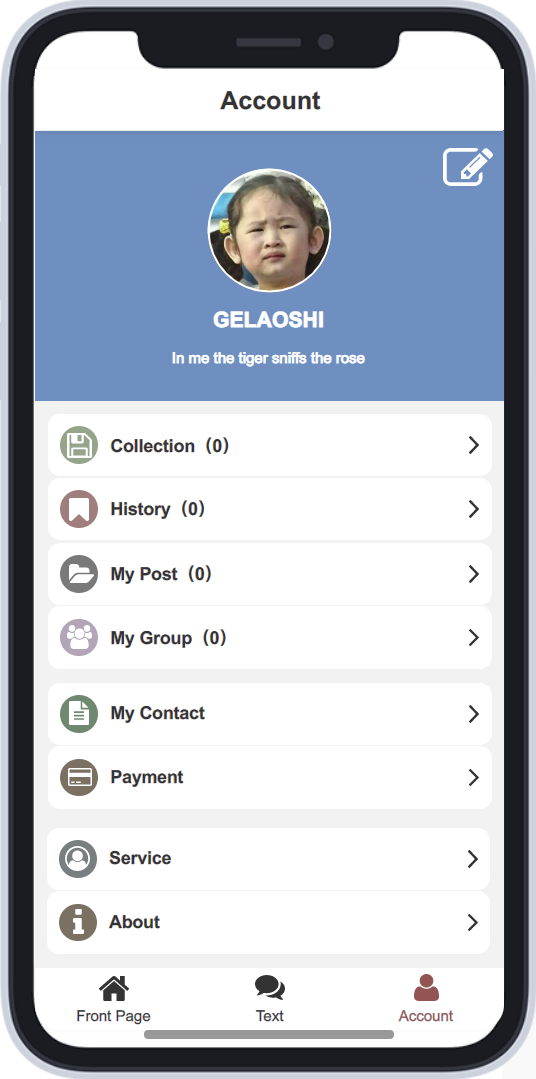 Account
GELAOSHI
In me the tiger sniffs the rose
Collection（0）
History（0）
My Post（0）
My Group（0）
My Contact
Payment
Service
About
Front Page
Text
Account